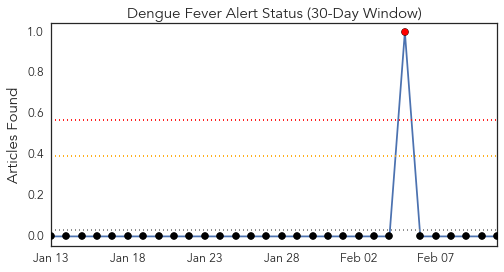 Dengue Fever Alert Status (30-Day Window)
Articles Found
1.0
0.8
0.6
0.4
0.2
0.0
Jan 13 Jan 18 Jan 23 Jan 28 Feb 02 Feb 07